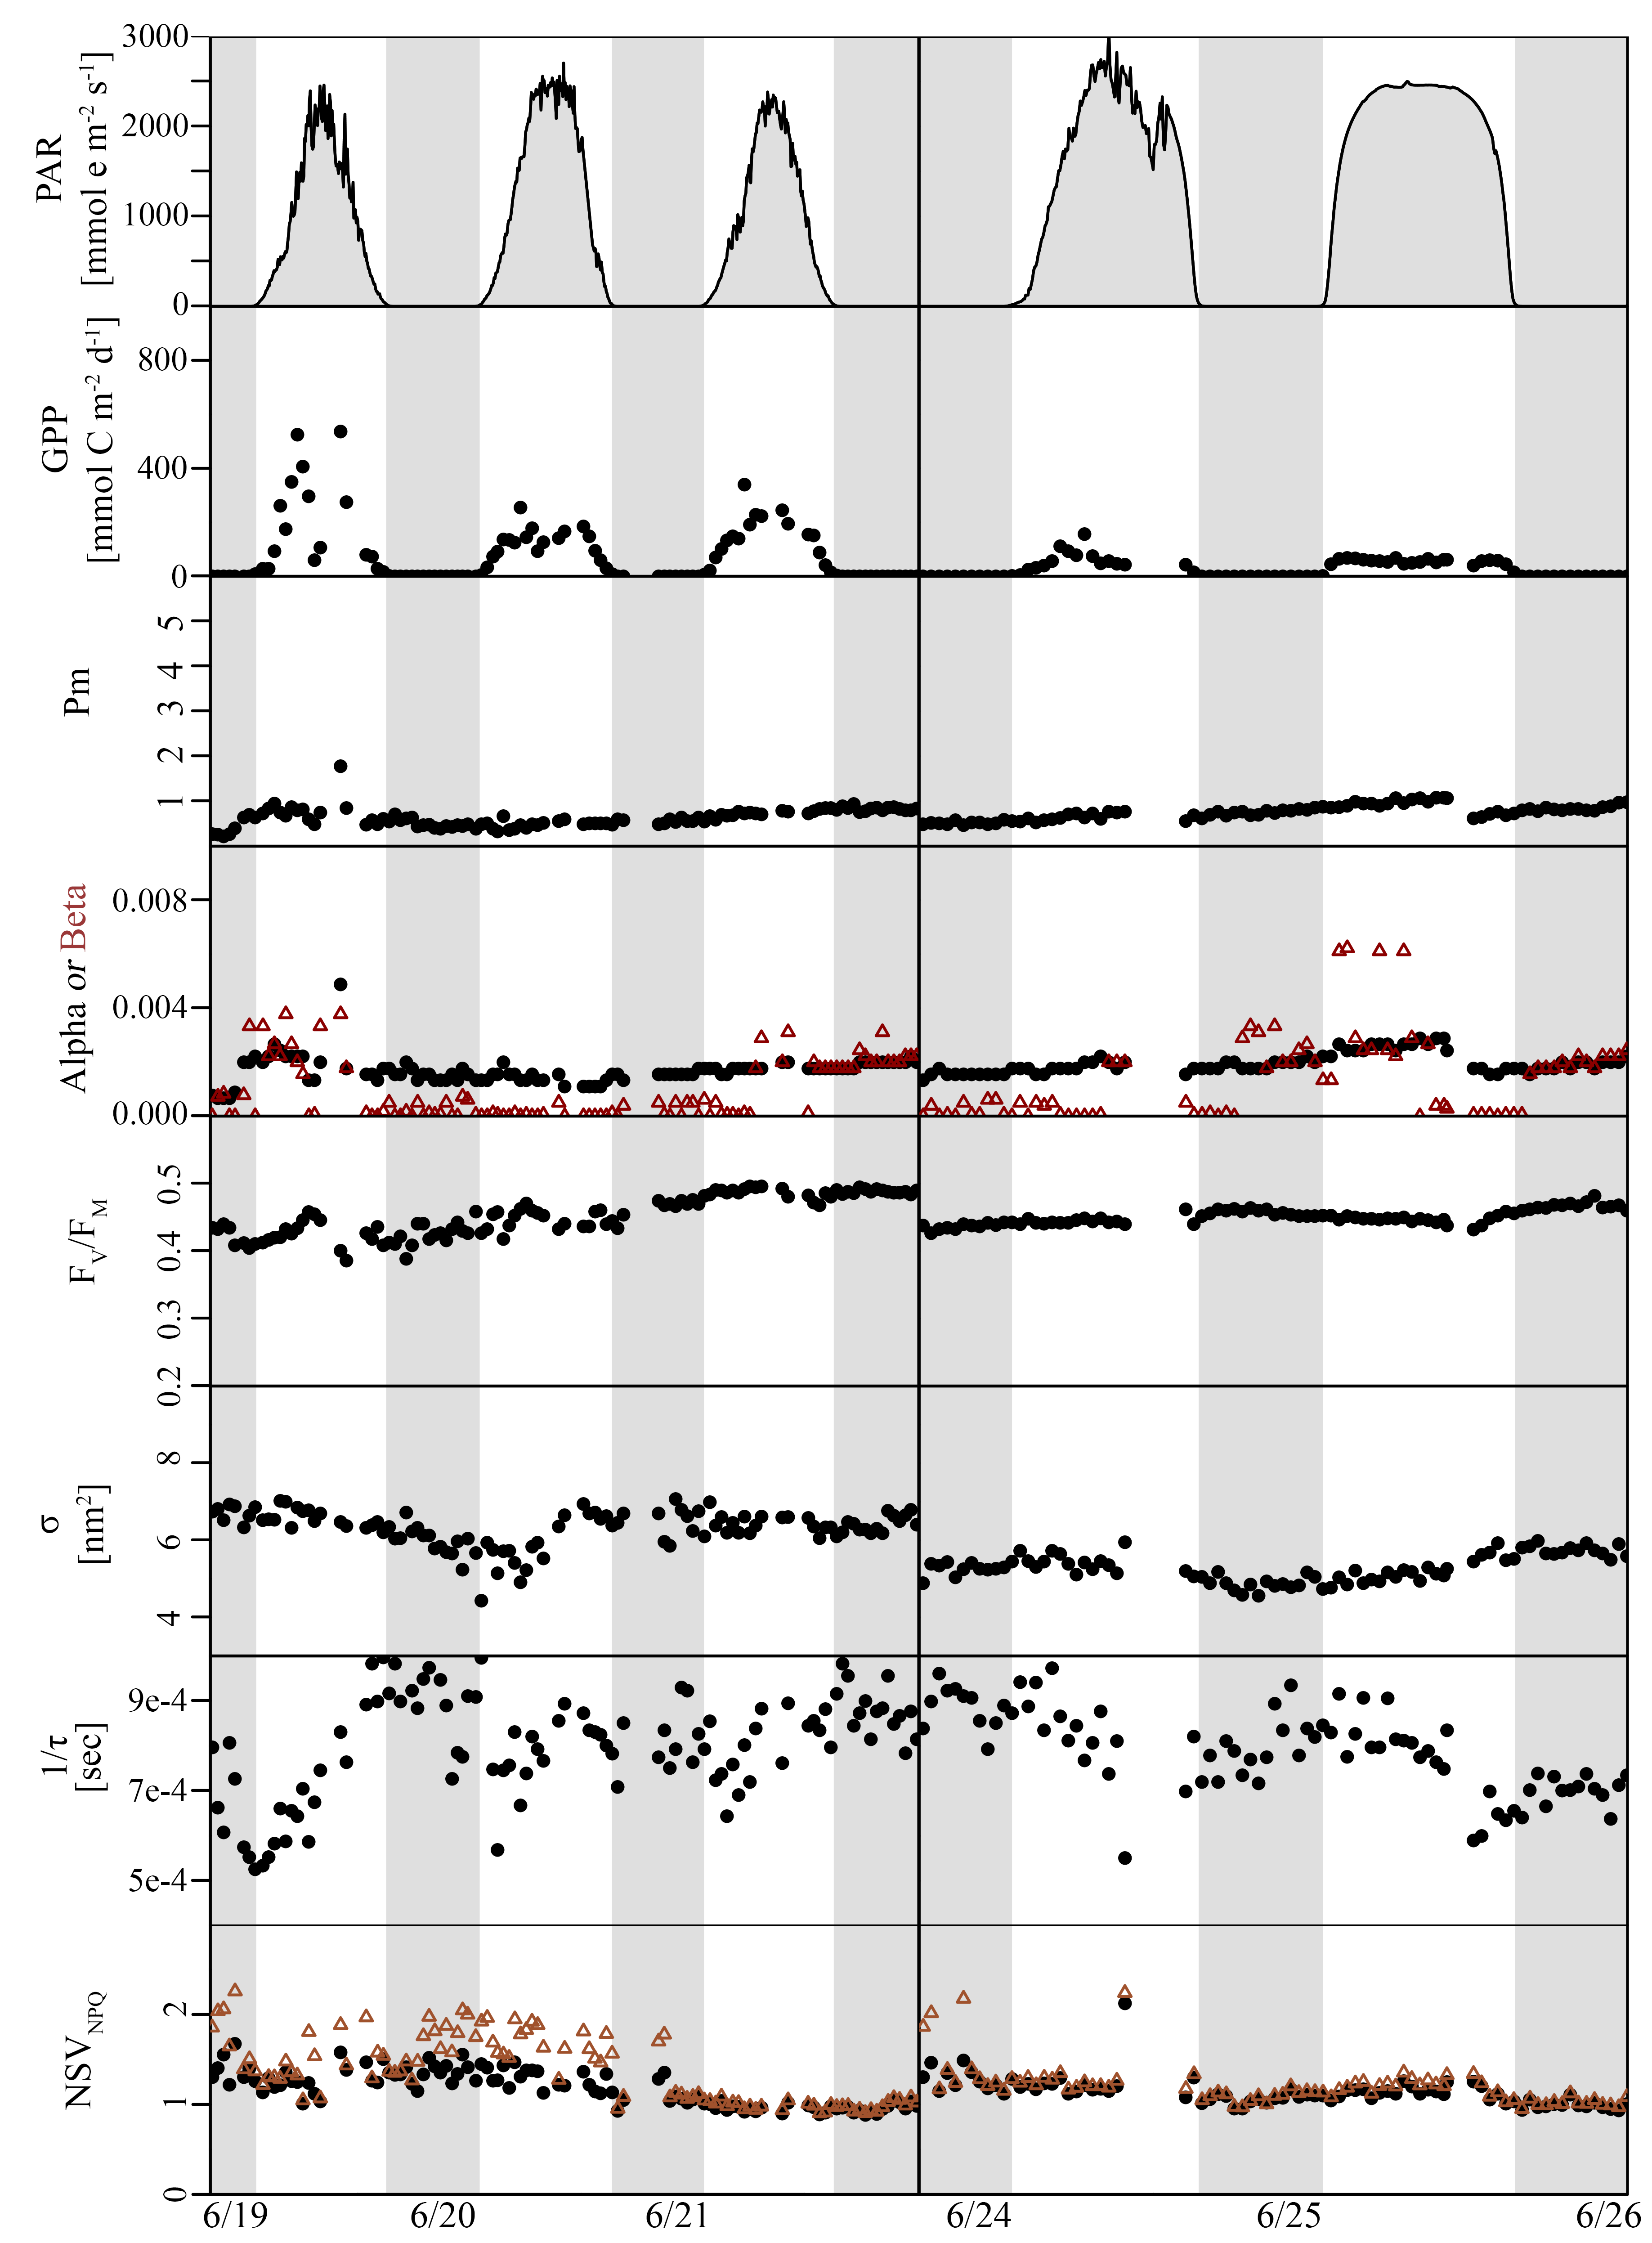 PAR
[mmol e m-2 s-1]
3000
2000
1000
0
GPP
[mmol C m-2 d-1]
800
400
0
Pm
5
4
3
2
1
Alpha or Beta
0.008
0.004
0.000
FV/FM
0.5
0.4
0.3
0.2
σ
[nm2]
8
6
4
1/τ
[sec]
9e-4
7e-4
5e-4
NSVNPQ
2
1
0
6/19 6/20 6/21 6/24 6/25 6/26